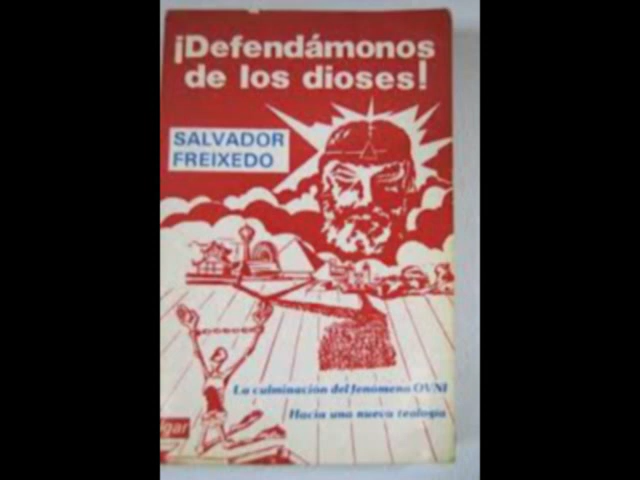 ¡Defendámonos
de los dioses!
SALVADOR
FREIXEDO
La culminación del fenómeno OVNI
Hacia una nueva teología